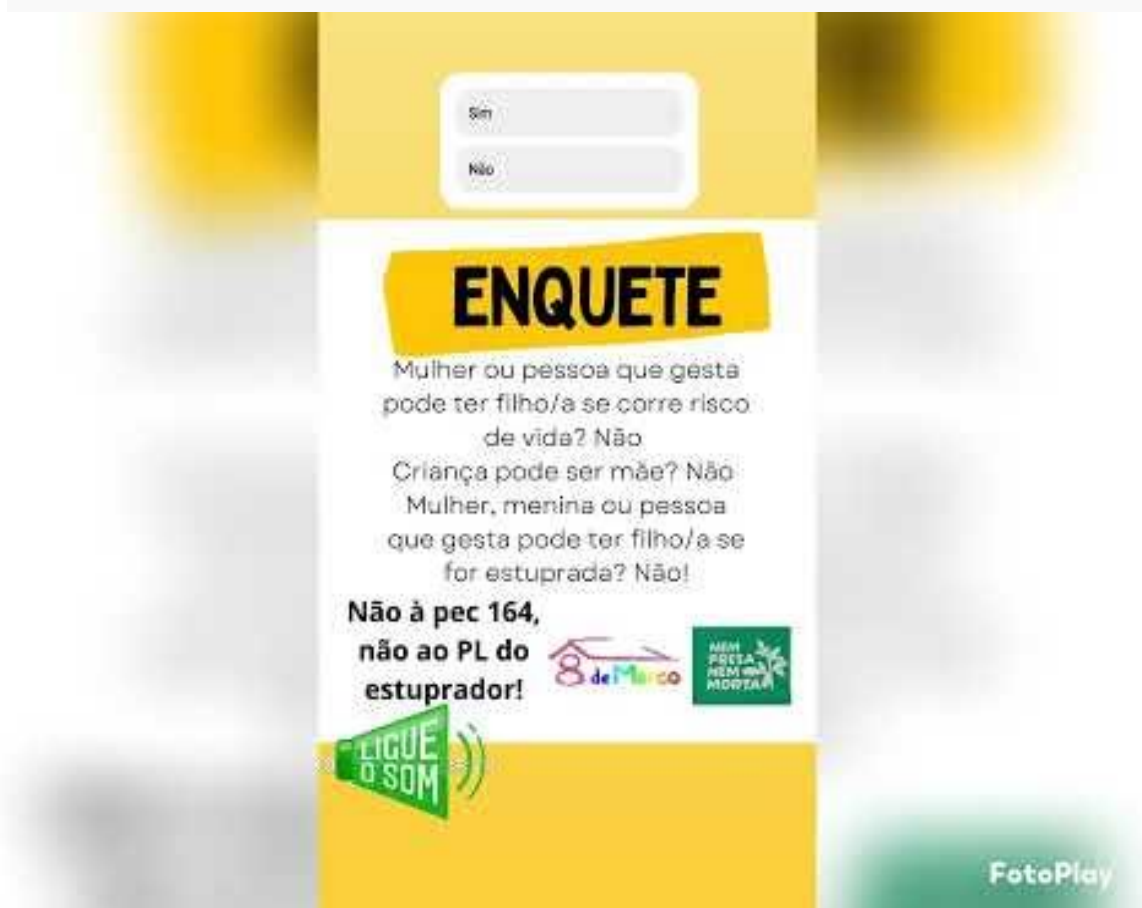 Sim
Não
ENQUETE
Mulher ou pessoa que gesta
pode ter filho/a se corre risco
de vida? Não
Criança pode ser mãe? Não
Mulher, menina ou pessoa
que gesta pode ter filho/a se
for estuprada? Não!
Não à pec 164,
não ao PL do
estuprador!
8 de Março
NEM
PRESA
NEM
MORTA
LIGUE
O SOM
FotoPlay